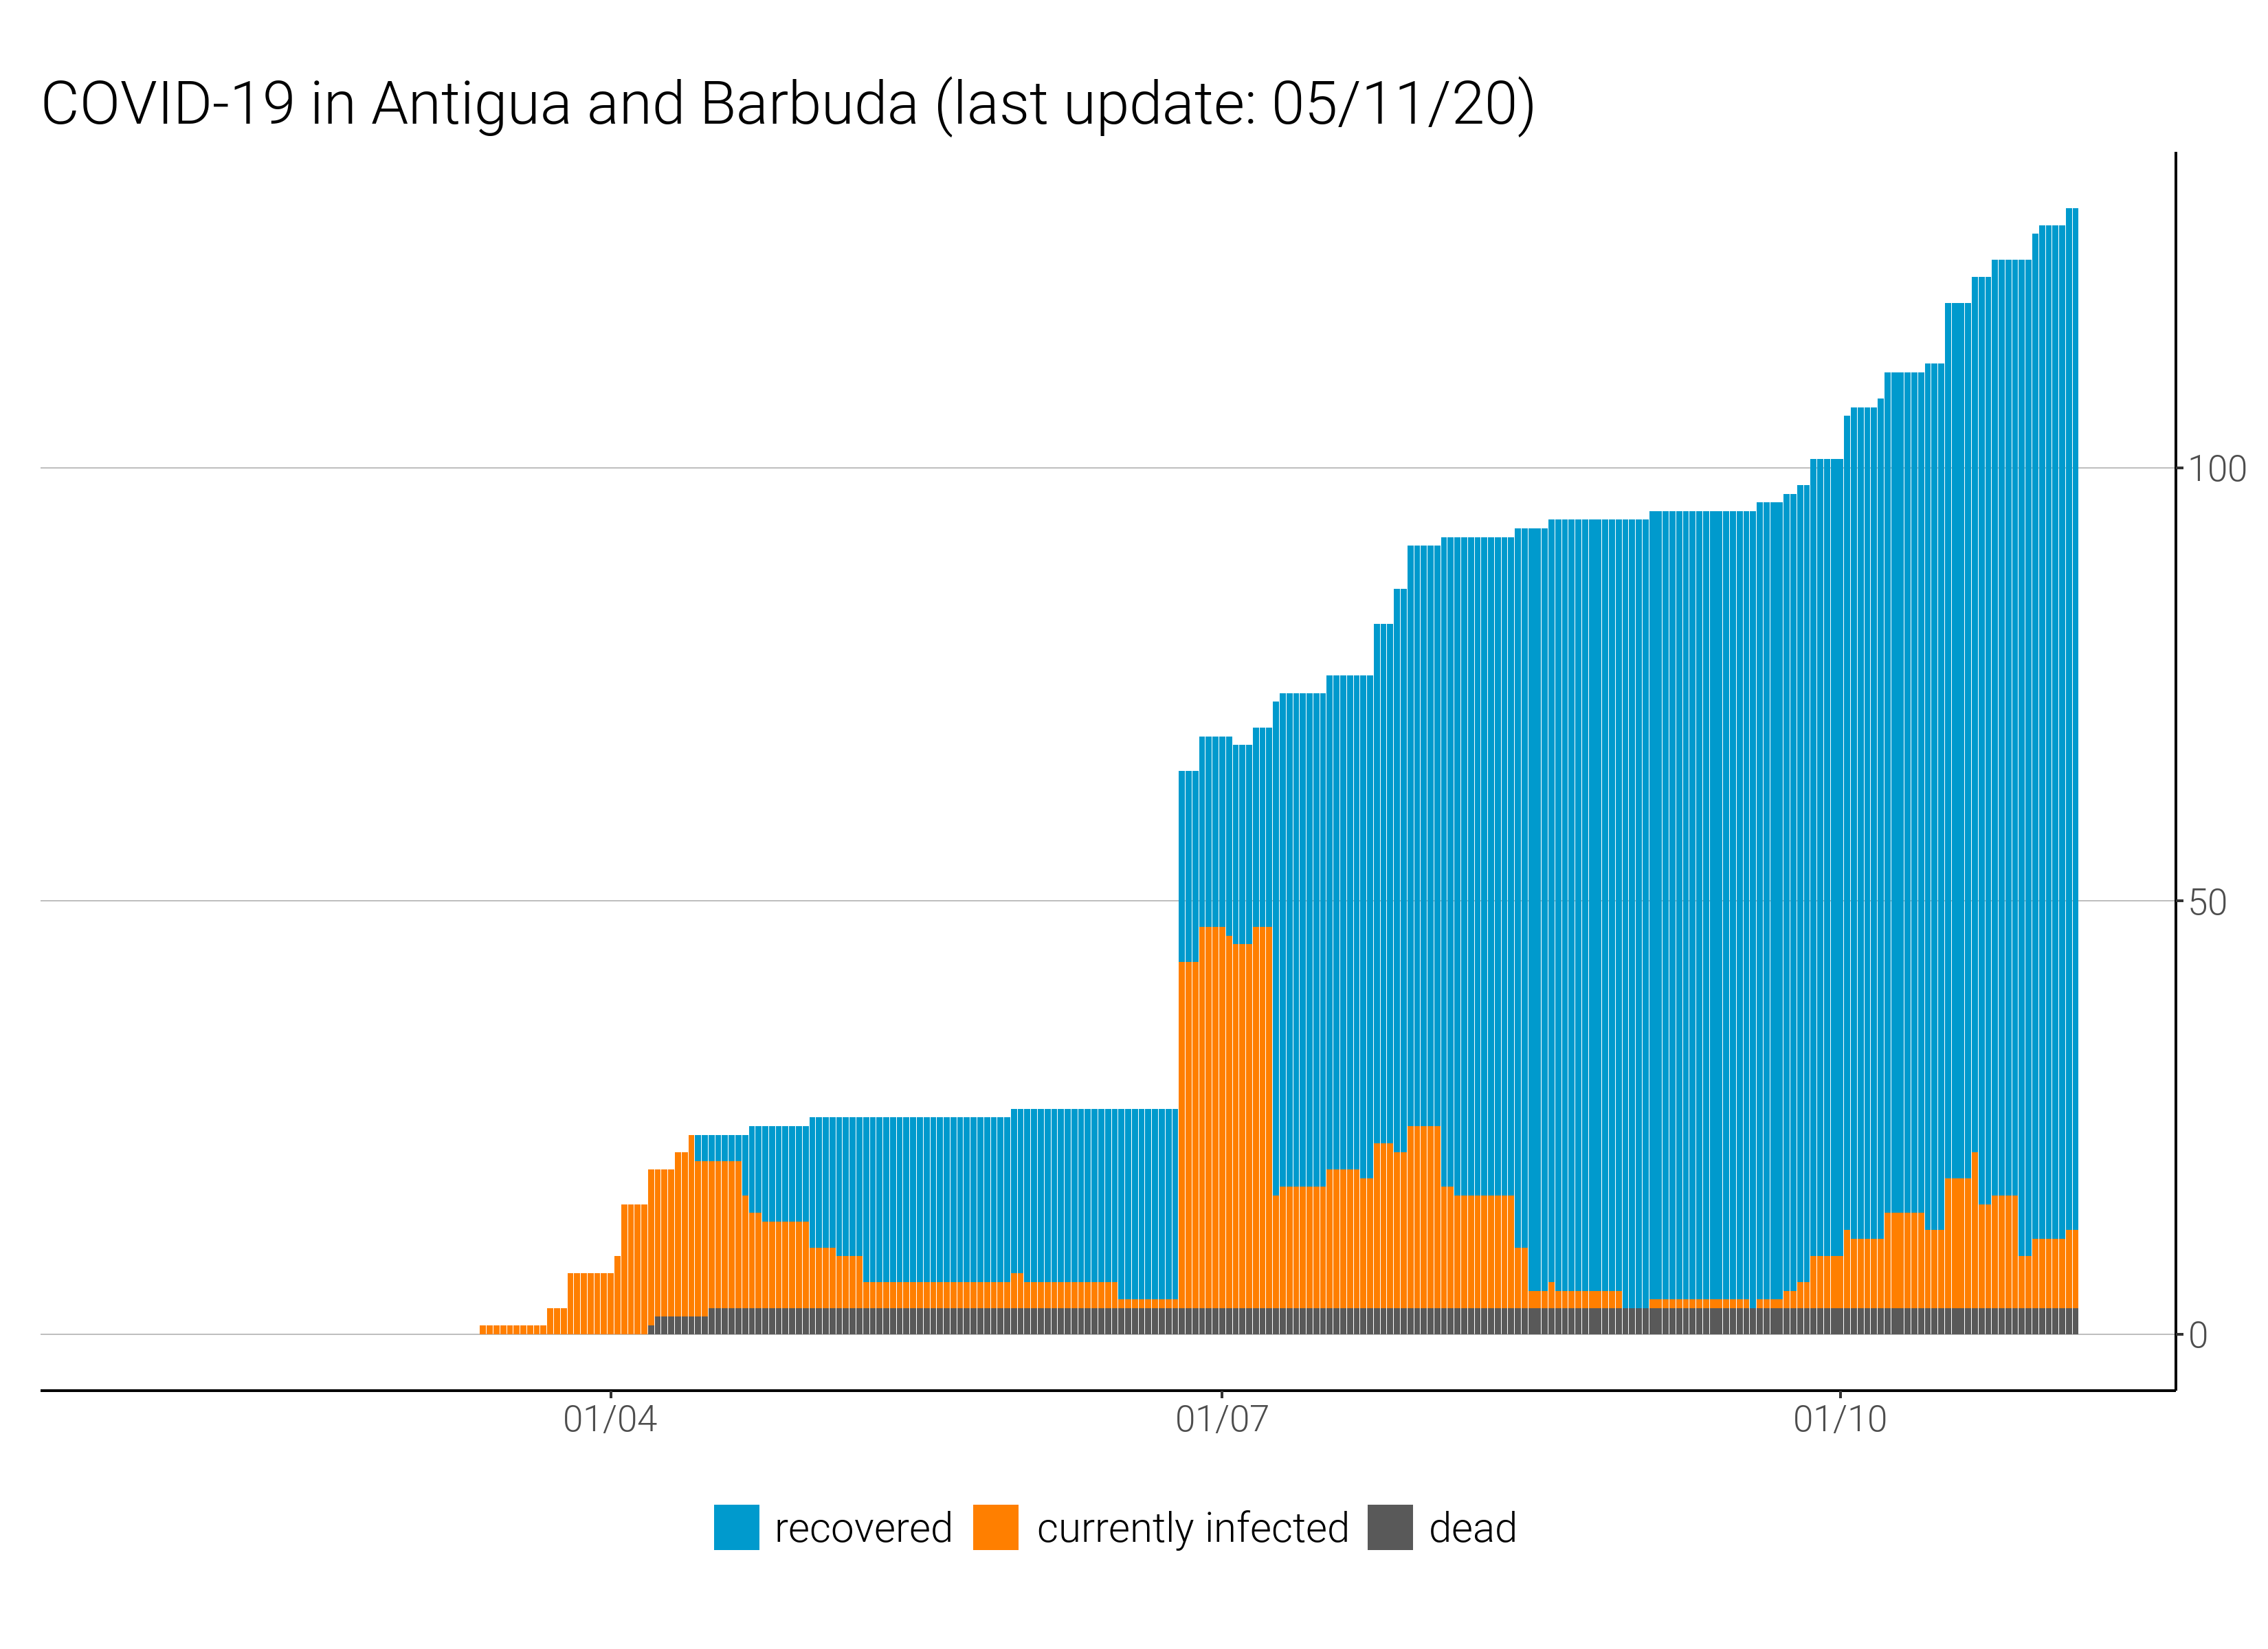 COVID-19 in Antigua and Barbuda (last update: 05/11/20)
100
50
0
01/04 01/07 01/10
recovered currently infected dead